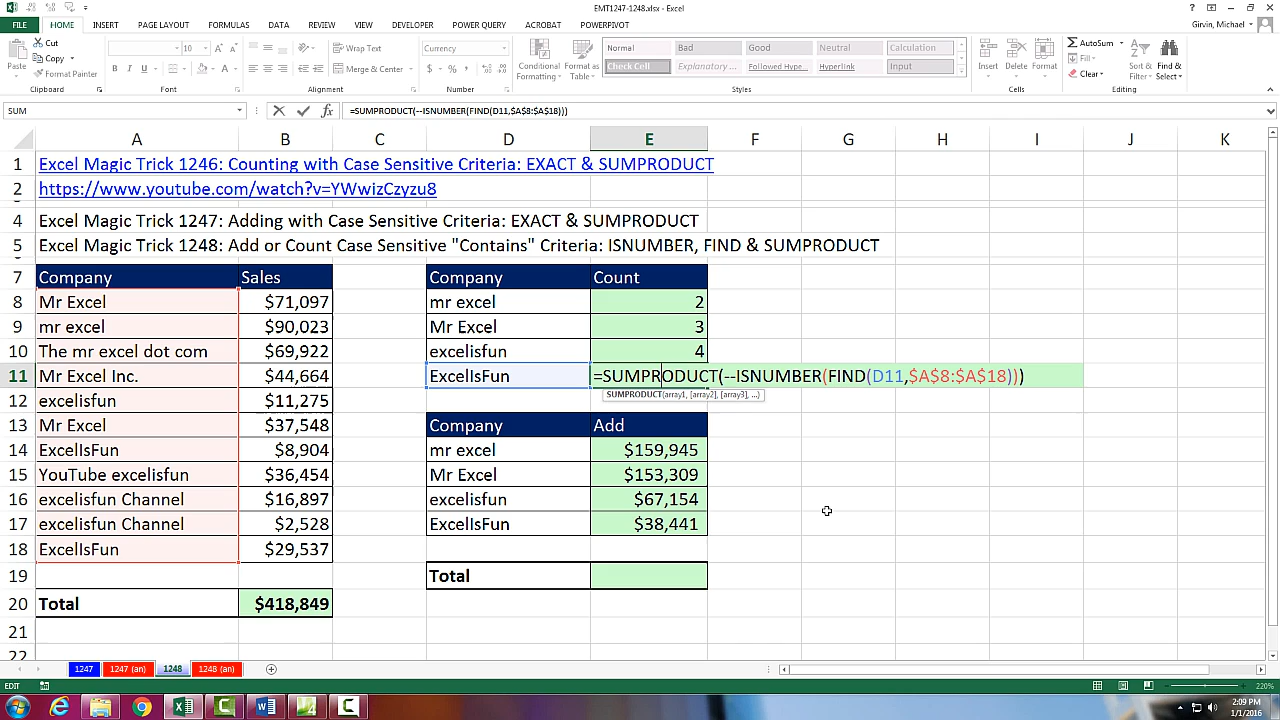 EMT1247-1248.xlsx - Excel
FILE HOME INSERT PAGE LAYOUT FORMULAS DATA REVIEW VIEW DEVELOPER POWER QUERY ACROBAT POWERPIVOT Girvin, Michael
Paste Cut Copy Format Painter
10 A A Wrap Text Merge & Center
B I U
Currency
$ % ,
Conditional Formatting Format as Table
Normal Bad Good Neutral Calculation
Check Cell Explanatory ... Followed Hype... Hyperlink Input
Insert Delete Format
AutoSum Fill Clear Sort & Filter Find & Select
Clipboard Font Alignment Number Styles Cells Editing
SUM fx =SUMPRODUCT(--ISNUMBER(FIND(D11,$A$8:$A$18)))
A B C D E F G H I J K
1 Excel Magic Trick 1246: Counting with Case Sensitive Criteria: EXACT & SUMPRODUCT
2 https://www.youtube.com/watch?v=YWwizCzyzu8
4 Excel Magic Trick 1247: Adding with Case Sensitive Criteria: EXACT & SUMPRODUCT
5 Excel Magic Trick 1248: Add or Count Case Sensitive "Contains" Criteria: ISNUMBER, FIND & SUMPRODUCT
7 Company Sales Company Count
8 Mr Excel $71,097 mr excel 2
9 mr excel $90,023 Mr Excel 3
10 The mr excel dot com $69,922 excelisfun 4
11 Mr Excel Inc. $44,664 ExcelIsFun =SUMPRODUCT(--ISNUMBER(FIND(D11,$A$8:$A$18)))
SUMPRODUCT(array1, [array2], [array3], ...)
12 excelisfun $11,275
13 Mr Excel $37,548 Company Add
14 ExcelIsFun $8,904 mr excel $159,945
15 YouTube excelisfun $36,454 Mr Excel $153,309
16 excelisfun Channel $16,897 excelisfun $67,154
17 excelisfun Channel $2,528 ExcelIsFun $38,441
18 ExcelIsFun $29,537
19 Total
20 Total $418,849
21
22
1247 1247 (an) 1248 1248 (an)
EDIT 220%
2:09 PM
1/1/2016